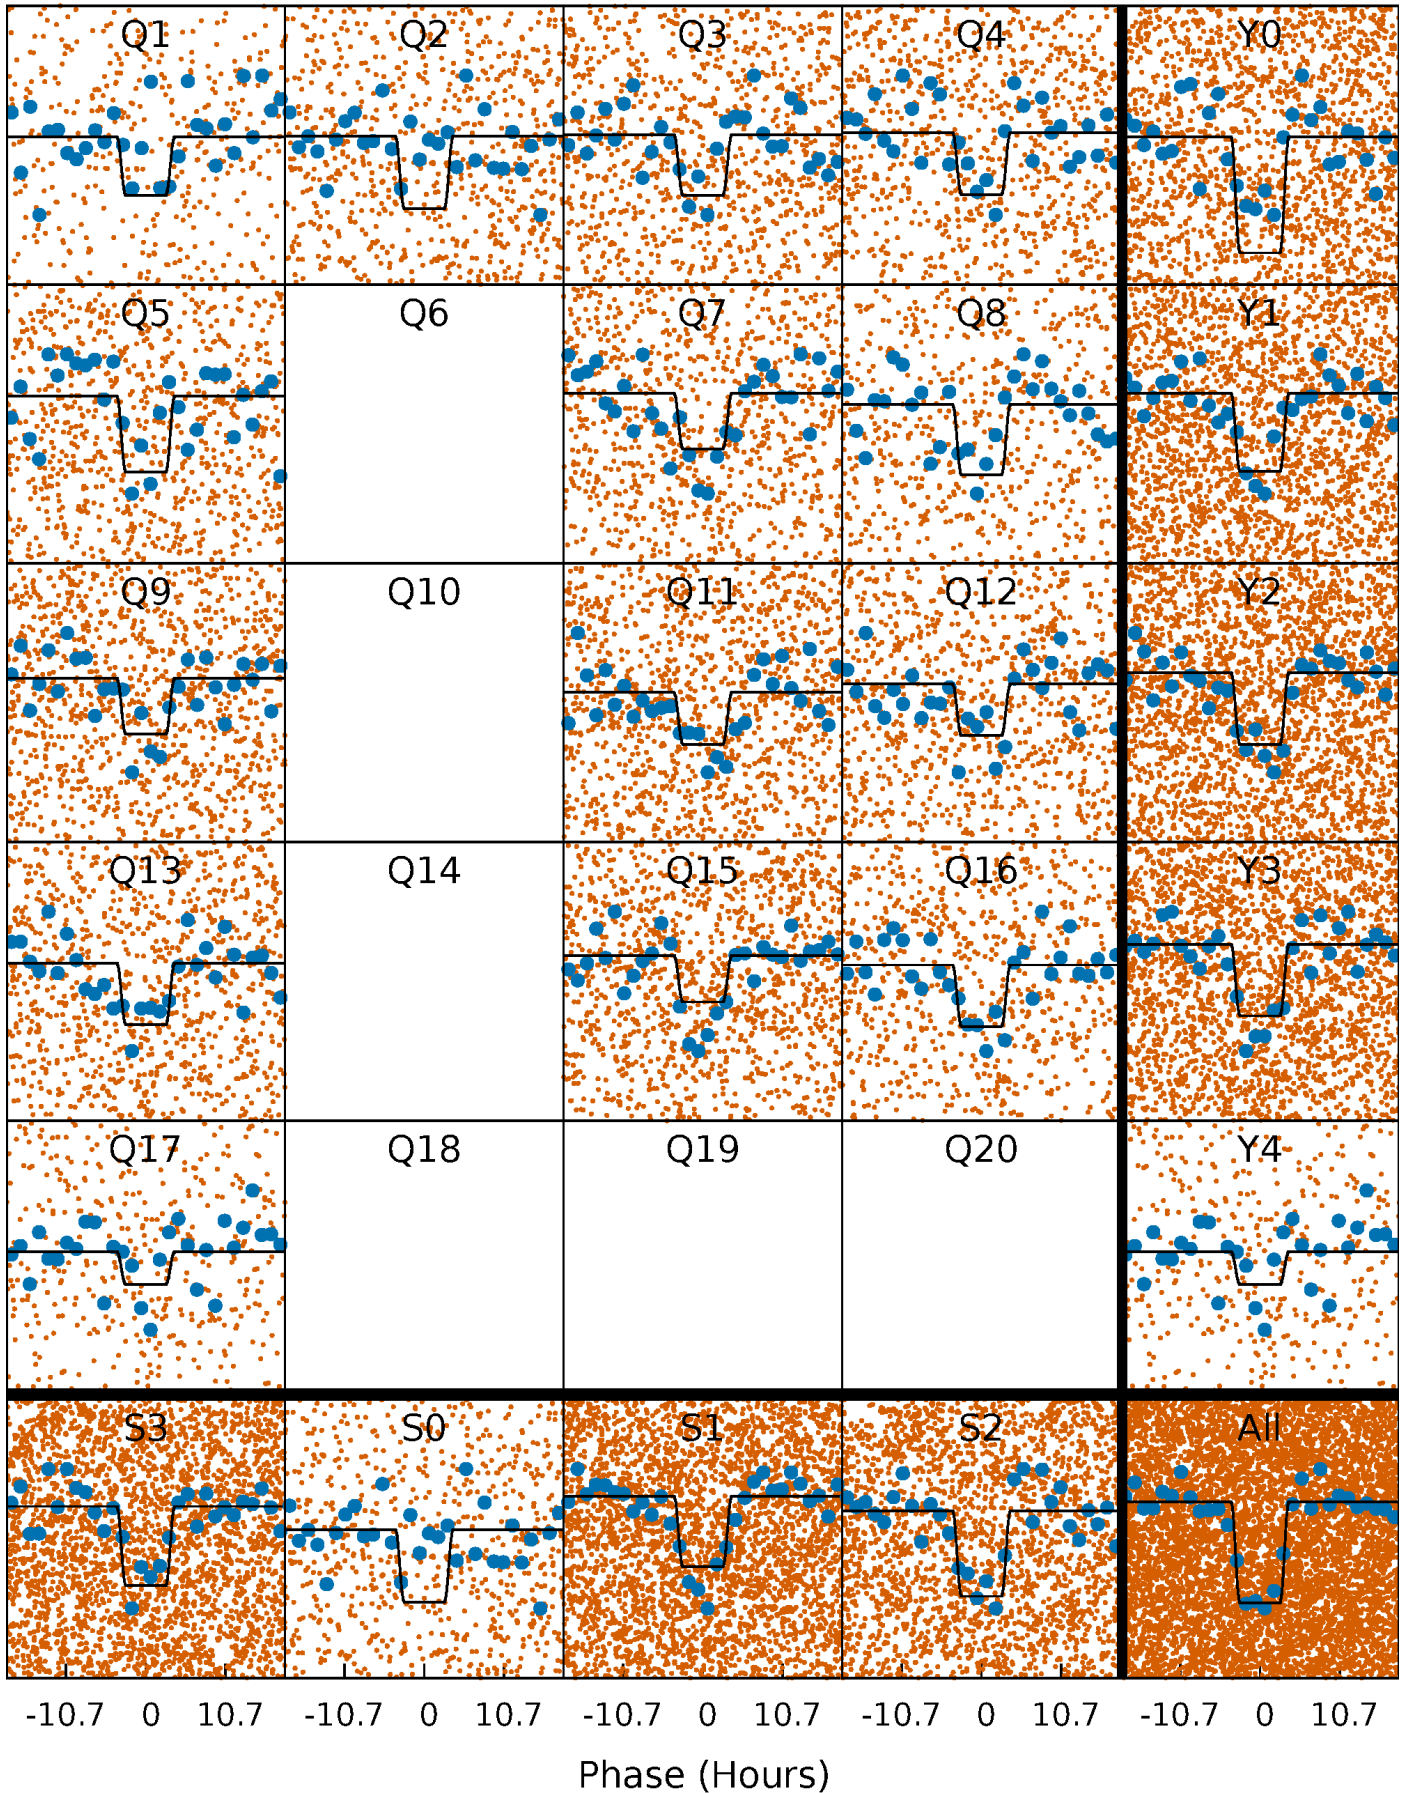 Q1 Q2 Q3 Q4 Y0
Q5 Q6 Q7 Q8 Y1
Q9 Q10 Q11 Q12 Y2
Q13 Q14 Q15 Q16 Y3
Q17 Q18 Q19 Q20 Y4
S3 S0 S1 S2 All
-10.7 0 10.7 -10.7 0 10.7 -10.7 0 10.7 -10.7 0 10.7 -10.7 0 10.7
Phase (Hours)